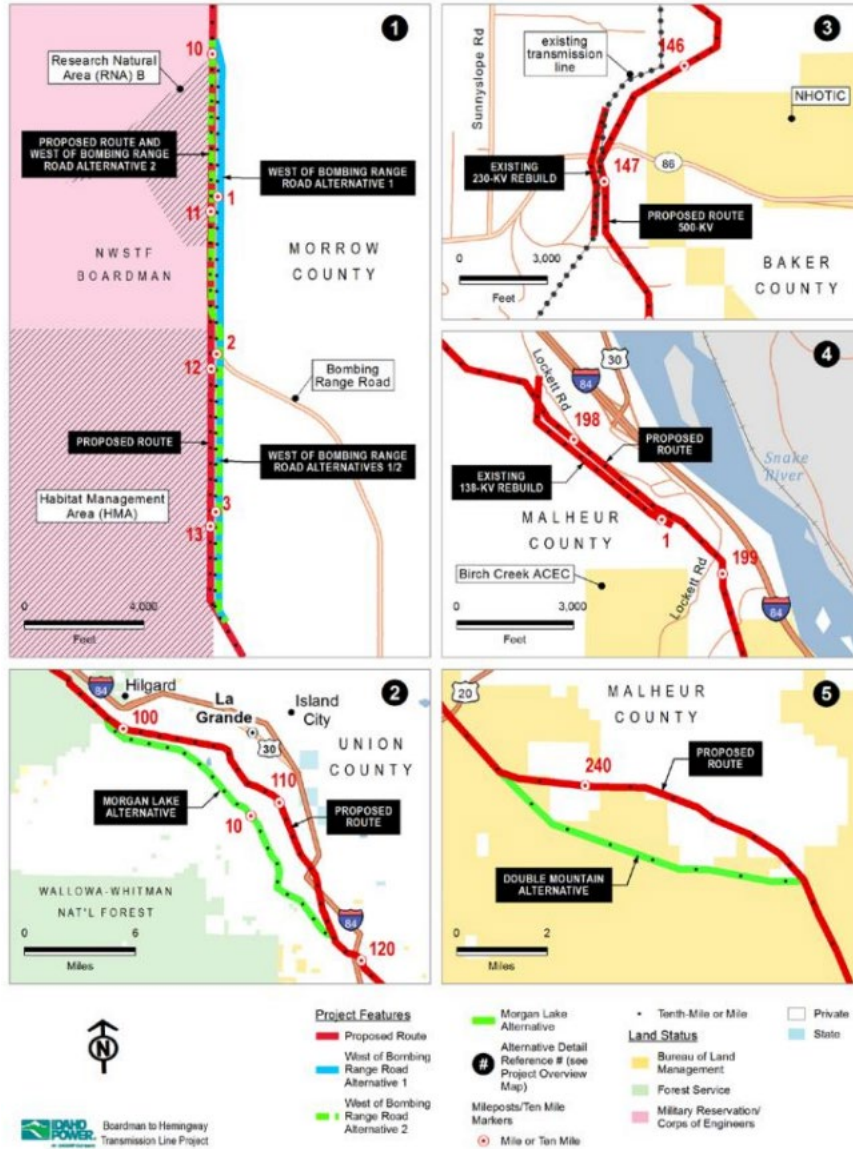 1
10
Research Natural
Area (RNA) B
PROPOSED ROUTE AND
WEST OF BOMBING RANGE
ROAD ALTERNATIVE 2
WEST OF BOMBING RANGE
ROAD ALTERNATIVE 1
1
11
NWSTF
BOARDMAN
MORROW
COUNTY
2
12
Bombing
Range Road
PROPOSED ROUTE
WEST OF BOMBING RANGE
ROAD ALTERNATIVES 1/2
Habitat Management
Area (HMA)
3
13
0
4,000
Feet
3
146
existing
transmission
line
Sunnyslope Rd
NHOTIC
EXISTING
230-KV REBUILD
147
86
PROPOSED ROUTE
500-KV
0
3,000
Feet
BAKER
COUNTY
4
30
84
Lockett Rd
198
PROPOSED
ROUTE
EXISTING
138-KV REBUILD
Snake
River
MALHEUR
COUNTY
1
199
Birch Creek ACEC
Lockett Rd
84
0
3,000
Feet
2
84
Hilgard
La
Grande
Island
City
100
30
UNION
COUNTY
MORGAN LAKE
ALTERNATIVE
110
10
PROPOSED
ROUTE
WALLOWA-WHITMAN
NAT'L FOREST
84
120
0
6
Miles
5
20
MALHEUR
COUNTY
240
PROPOSED
ROUTE
DOUBLE MOUNTAIN
ALTERNATIVE
0
2
Miles
N
IDAHO
POWER
Boardman to Hemingway
Transmission Line Project
Project Features
Proposed Route
West of Bombing
Range Road
Alternative 1
West of Bombing
Range Road
Alternative 2
Morgan Lake
Alternative
#
Alternative Detail
Reference # (see
Project Overview
Map)
Mileposts/Ten Mile
Markers
Mile or Ten Mile
Tenth-Mile or Mile
Land Status
Bureau of Land
Management
Forest Service
Military Reservation/
Corps of Engineers
Private
State